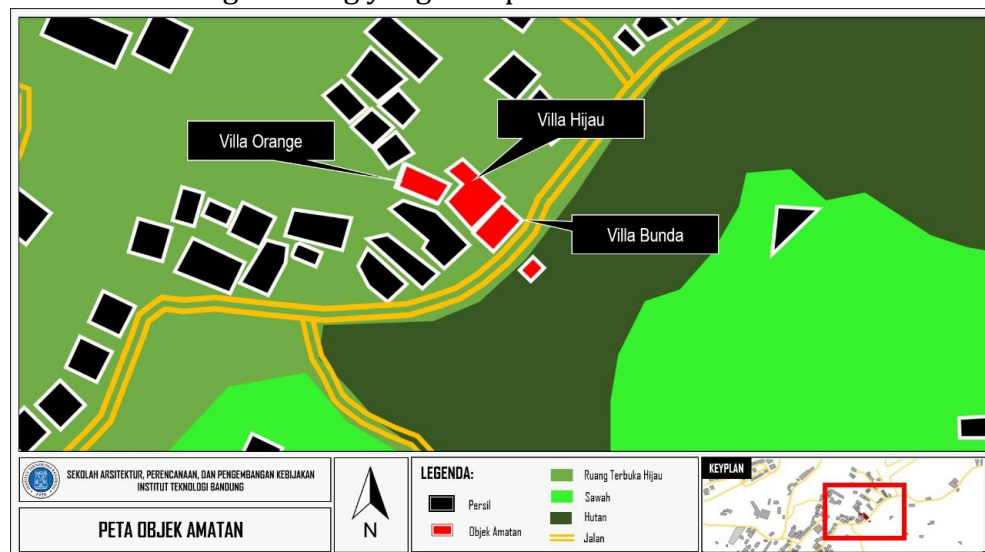 Villa Hijau
Villa Orange
Villa Bunda
SEKOLAH ARSITEKTUR, PERENCANAAN, DAN PENGEMBANGAN KEBIJAKAN
INSTITUT TEKNOLOGI BANDUNG
PETA OBJEK AMATAN
N
LEGENDA:
Persil
Objek Amatan
Ruang Terbuka Hijau
Sawah
Hutan
Jalan
KEYPLAN